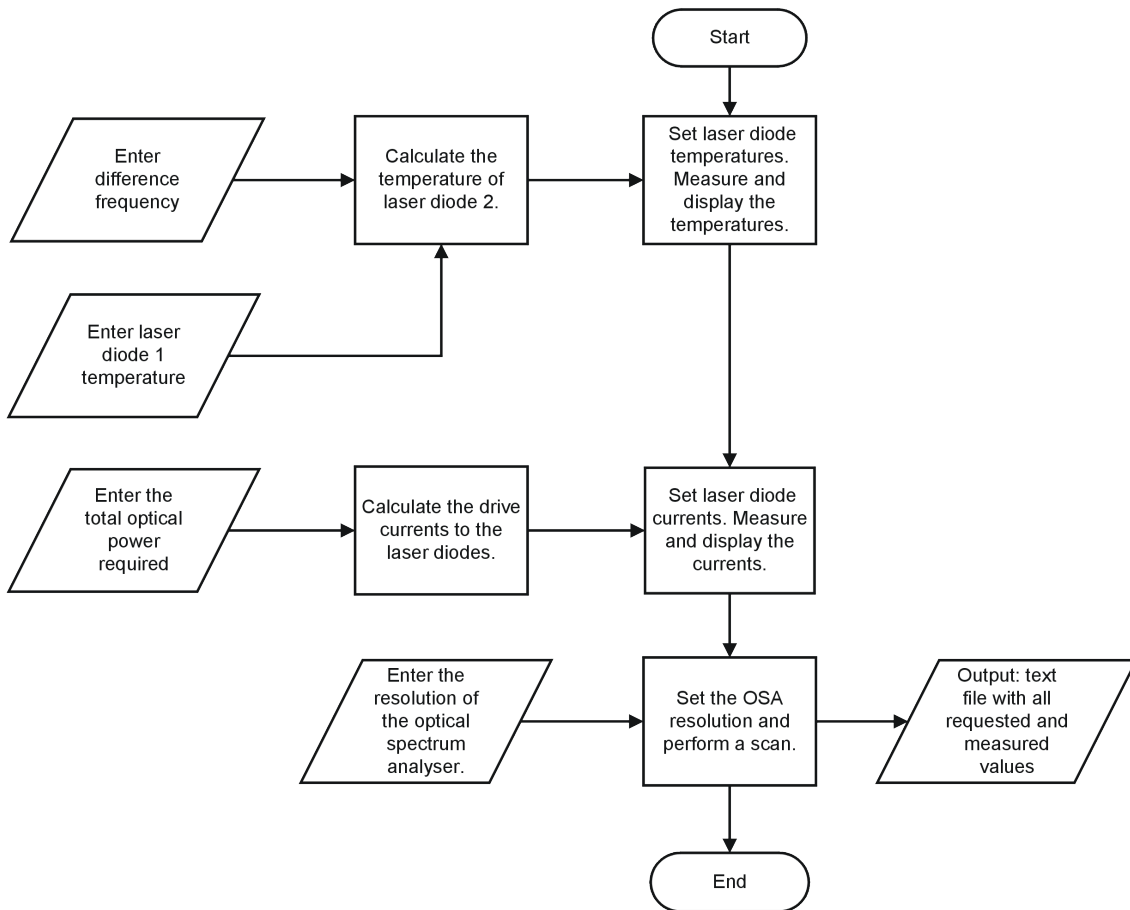 Start
Enter
difference
frequency
Calculate the
temperature of
laser diode 2.
Set laser diode
temperatures.
Measure and
display the
temperatures.
Enter laser
diode 1
temperature
Enter the
total optical
power
required
Calculate the drive
currents to the
laser diodes.
Set laser diode
currents. Measure
and display the
currents.
Enter the
resolution of
the optical
spectrum
analyser.
Set the OSA
resolution and
perform a scan.
Output: text
file with all
requested and
measured
values
End